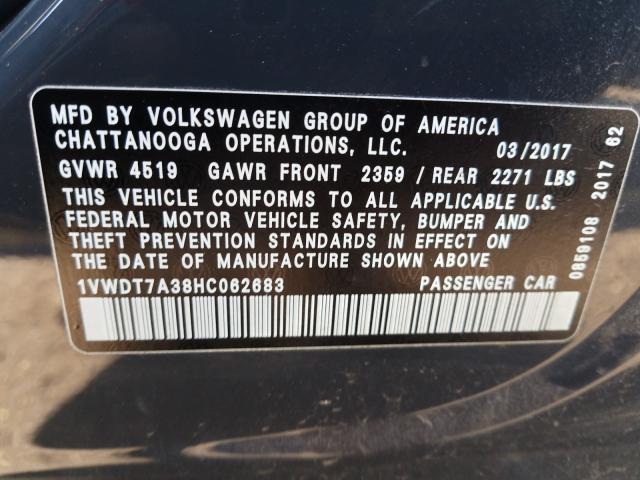 MFD BY VOLKSWAGEN GROUP OF AMERICA
CHATTANOOGA OPERATIONS, LLC. 03/2017
GVWR 4519 GAWR FRONT 2359 / REAR 2271 LBS
THIS VEHICLE CONFORMS TO ALL APPLICABLE U.S.
FEDERAL MOTOR VEHICLE SAFETY, BUMPER AND
THEFT PREVENTION STANDARDS IN EFFECT ON
THE DATE OF MANUFACTURE SHOWN ABOVE
1VWDT7A38HC062683 PASSENGER CAR
0859108 2017 62